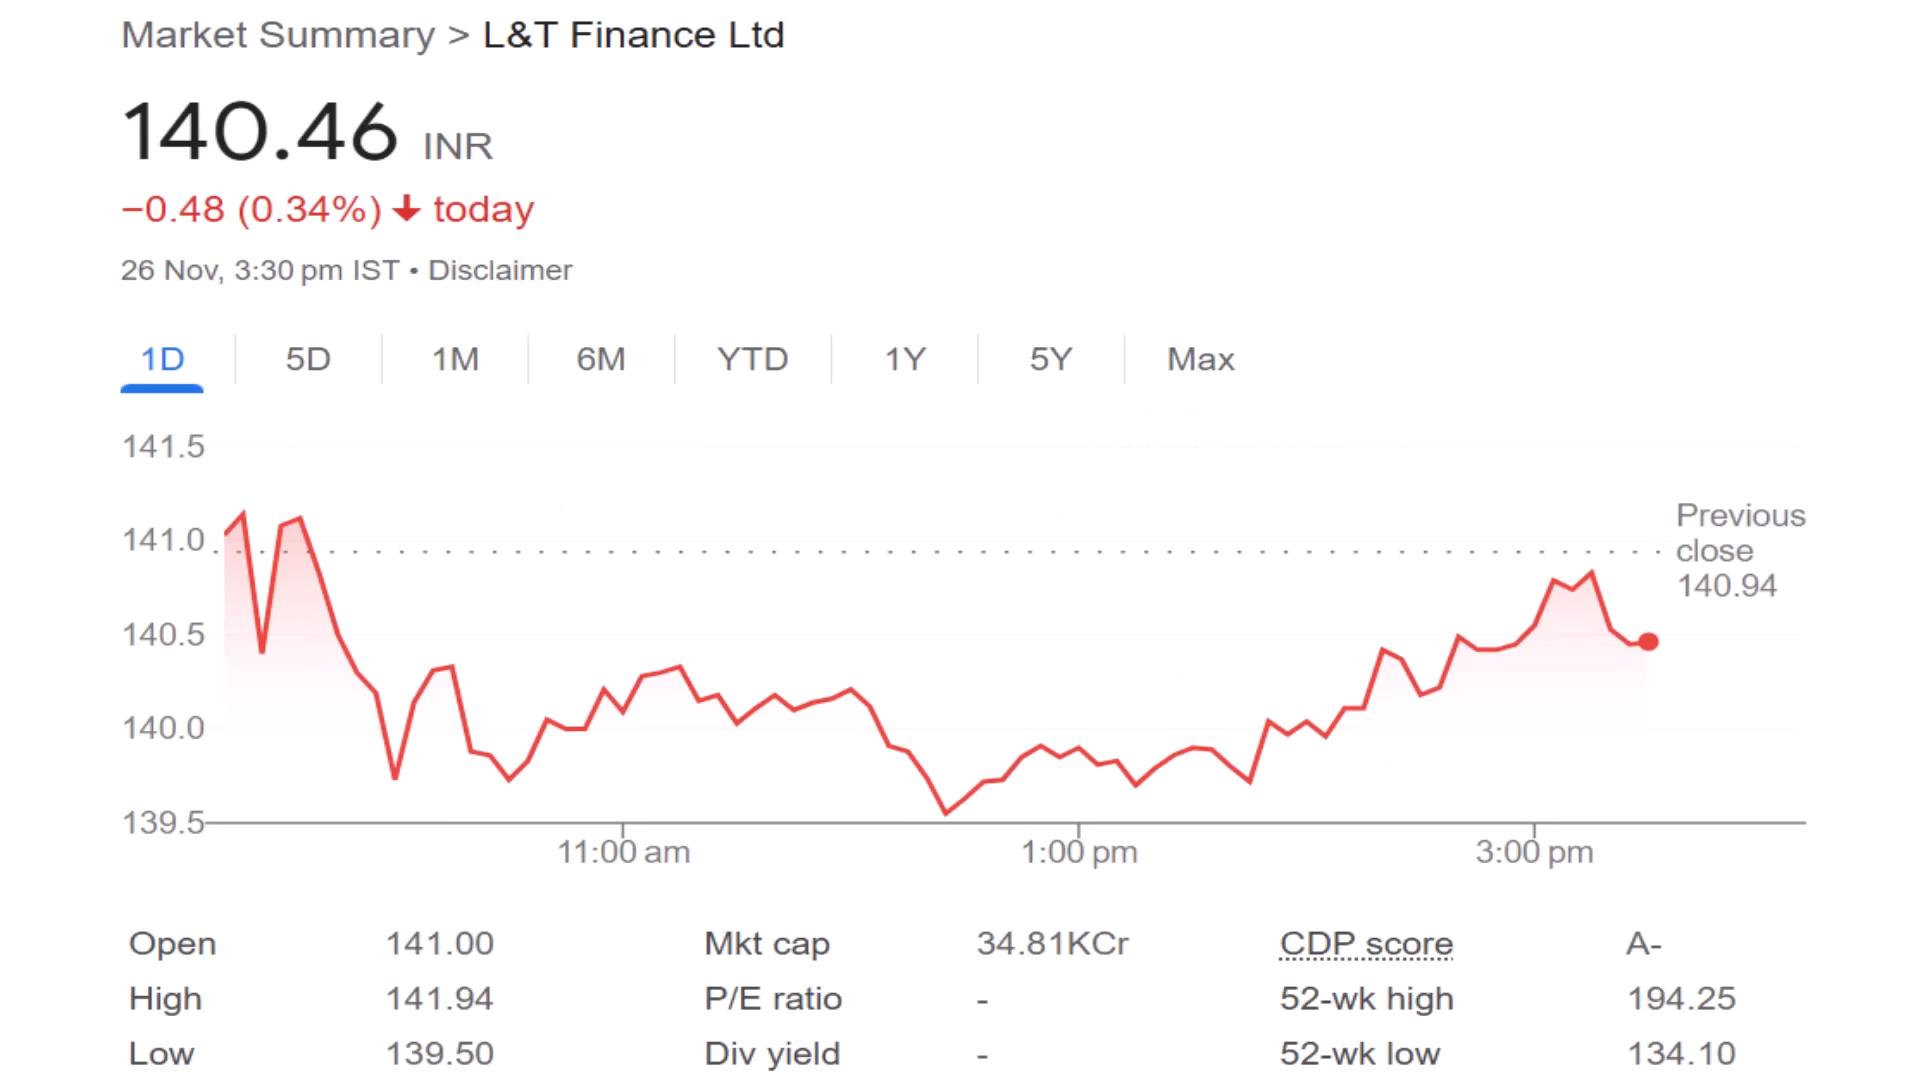 Market Summary > L&T Finance Ltd
140.46 INR
−0.48 (0.34%) ↓ today
26 Nov, 3:30 pm IST • Disclaimer
1D 5D 1M 6M YTD 1Y 5Y Max
141.5
141.0
140.5
140.0
139.5
Previous
close
140.94
11:00 am 1:00 pm 3:00 pm
Open 141.00 Mkt cap 34.81KCr CDP score A-
High 141.94 P/E ratio - 52-wk high 194.25
Low 139.50 Div yield - 52-wk low 134.10